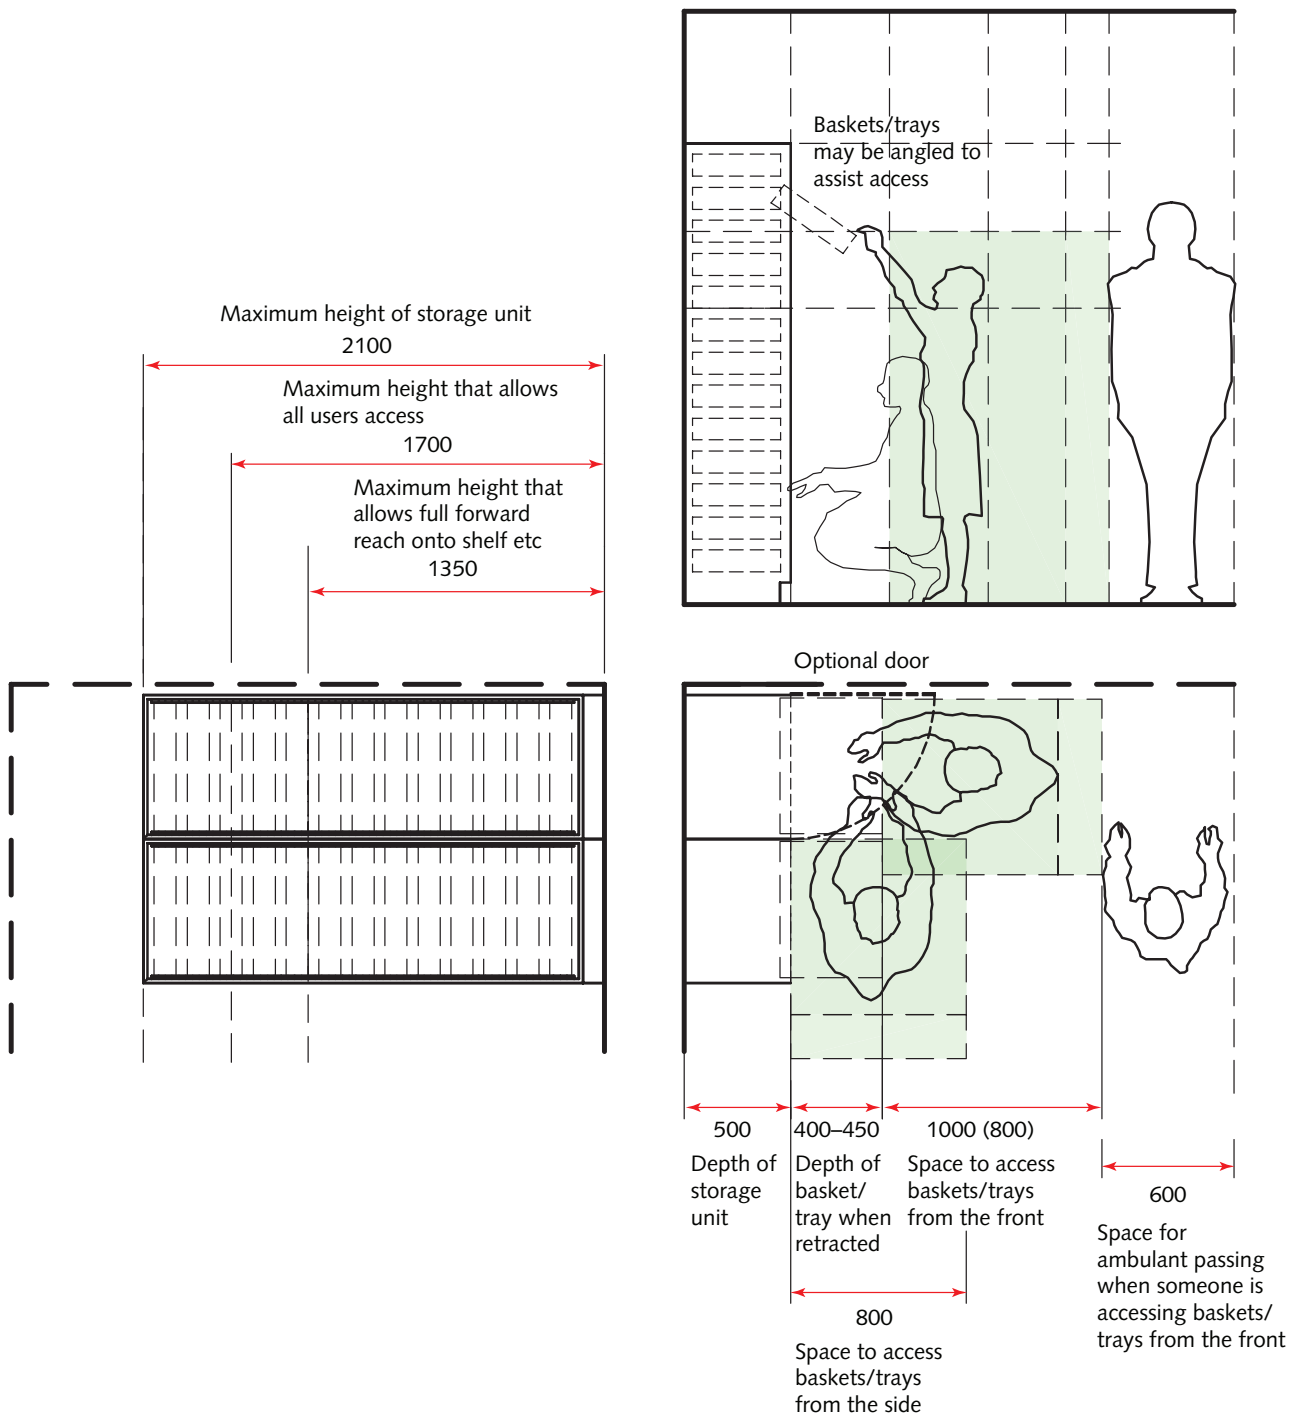 Baskets/trays
may be angled to
assist access
Maximum height of storage unit
2100
Maximum height that allows
all users access
1700
Maximum height that
allows full forward
reach onto shelf etc
1350
Optional door
500
Depth of
storage
unit
400–450
Depth of
basket/
tray when
retracted
1000 (800)
Space to access
baskets/trays
from the front
600
Space for
ambulant passing
when someone is
accessing baskets/
trays from the front
800
Space to access
baskets/trays
from the side